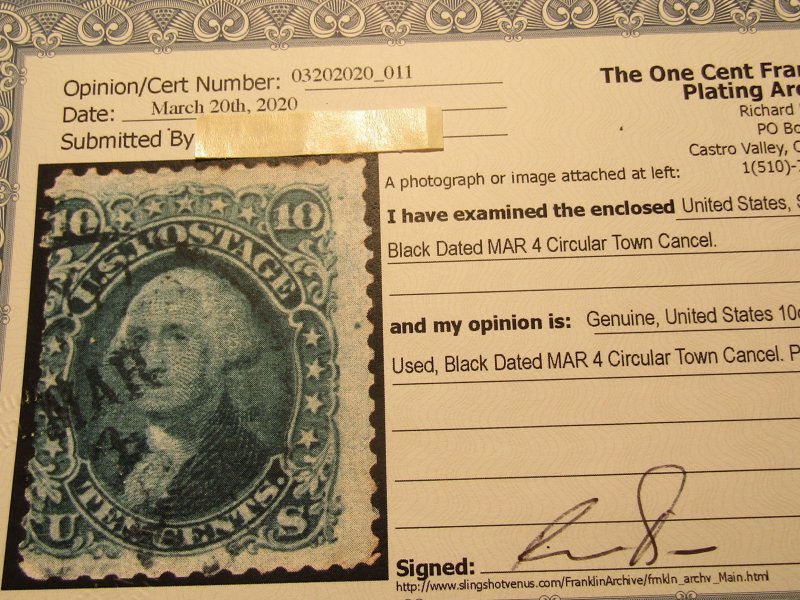 Opinion/Cert Number: 03202020_011
Date: March 20th, 2020
Submitted By
The One Cent Fran
Plating Arc
Richard
PO Bo
Castro Valley, C
1(510)-
A photograph or image attached at left:
I have examined the enclosed United States, 9
Black Dated MAR 4 Circular Town Cancel.
and my opinion is: Genuine, United States 10c
Used, Black Dated MAR 4 Circular Town Cancel. P
Signed:
http://www.slingshotvenus.com/FranklinArchive/frnkln_archv_Main.html
10 10
U.S. POSTAGE
MAR
4
TEN CENTS.
U S